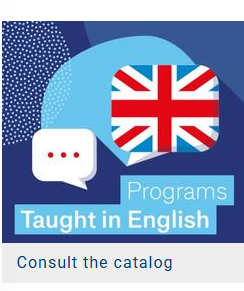 Programs
Taught in English
Consult the catalog